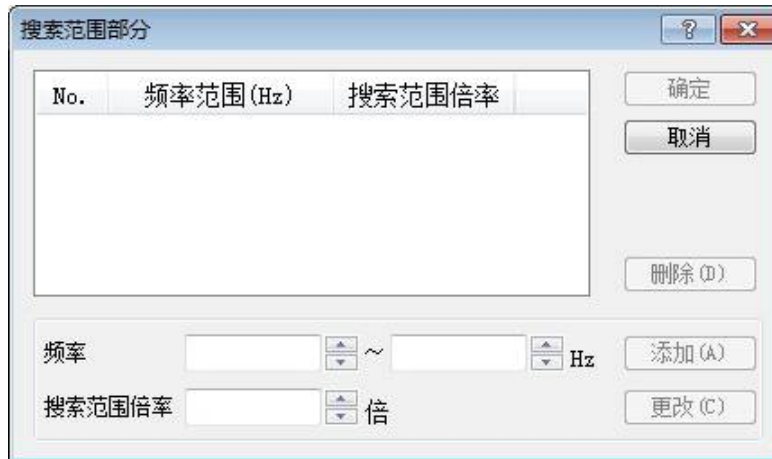 搜索范围部分
No. 频率范围(Hz) 搜索范围倍率
确定
取消
删除(D)
频率 ~ Hz 添加(A)
搜索范围倍率 倍 更改(C)